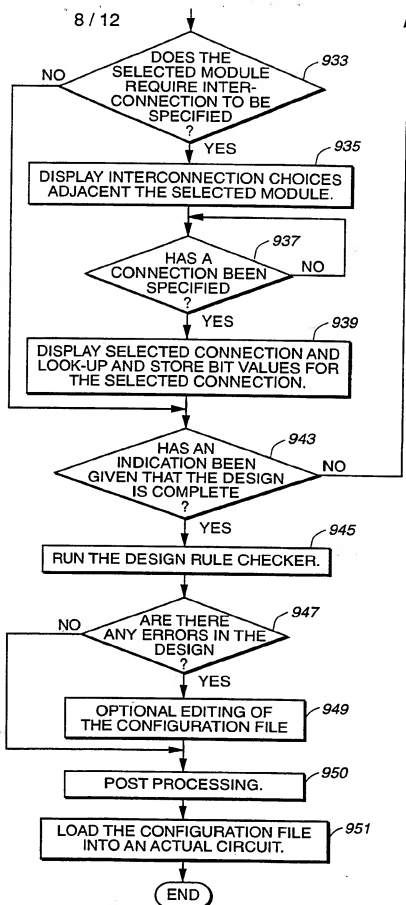 8 / 12
DOES THE
SELECTED MODULE
REQUIRE INTER-
CONNECTION TO BE
SPECIFIED
?
933
NO
YES
935
DISPLAY INTERCONNECTION CHOICES
ADJACENT THE SELECTED MODULE.
937
HAS A
CONNECTION BEEN
SPECIFIED
?
NO
YES
939
DISPLAY SELECTED CONNECTION AND
LOOK-UP AND STORE BIT VALUES FOR
THE SELECTED CONNECTION.
943
HAS AN
INDICATION BEEN
GIVEN THAT THE DESIGN
IS COMPLETE
?
NO
YES
945
RUN THE DESIGN RULE CHECKER.
947
ARE THERE
ANY ERRORS IN THE
DESIGN
?
NO
YES
OPTIONAL EDITING OF
THE CONFIGURATION FILE
949
POST PROCESSING.
950
LOAD THE CONFIGURATION FILE
INTO AN ACTUAL CIRCUIT.
951
END